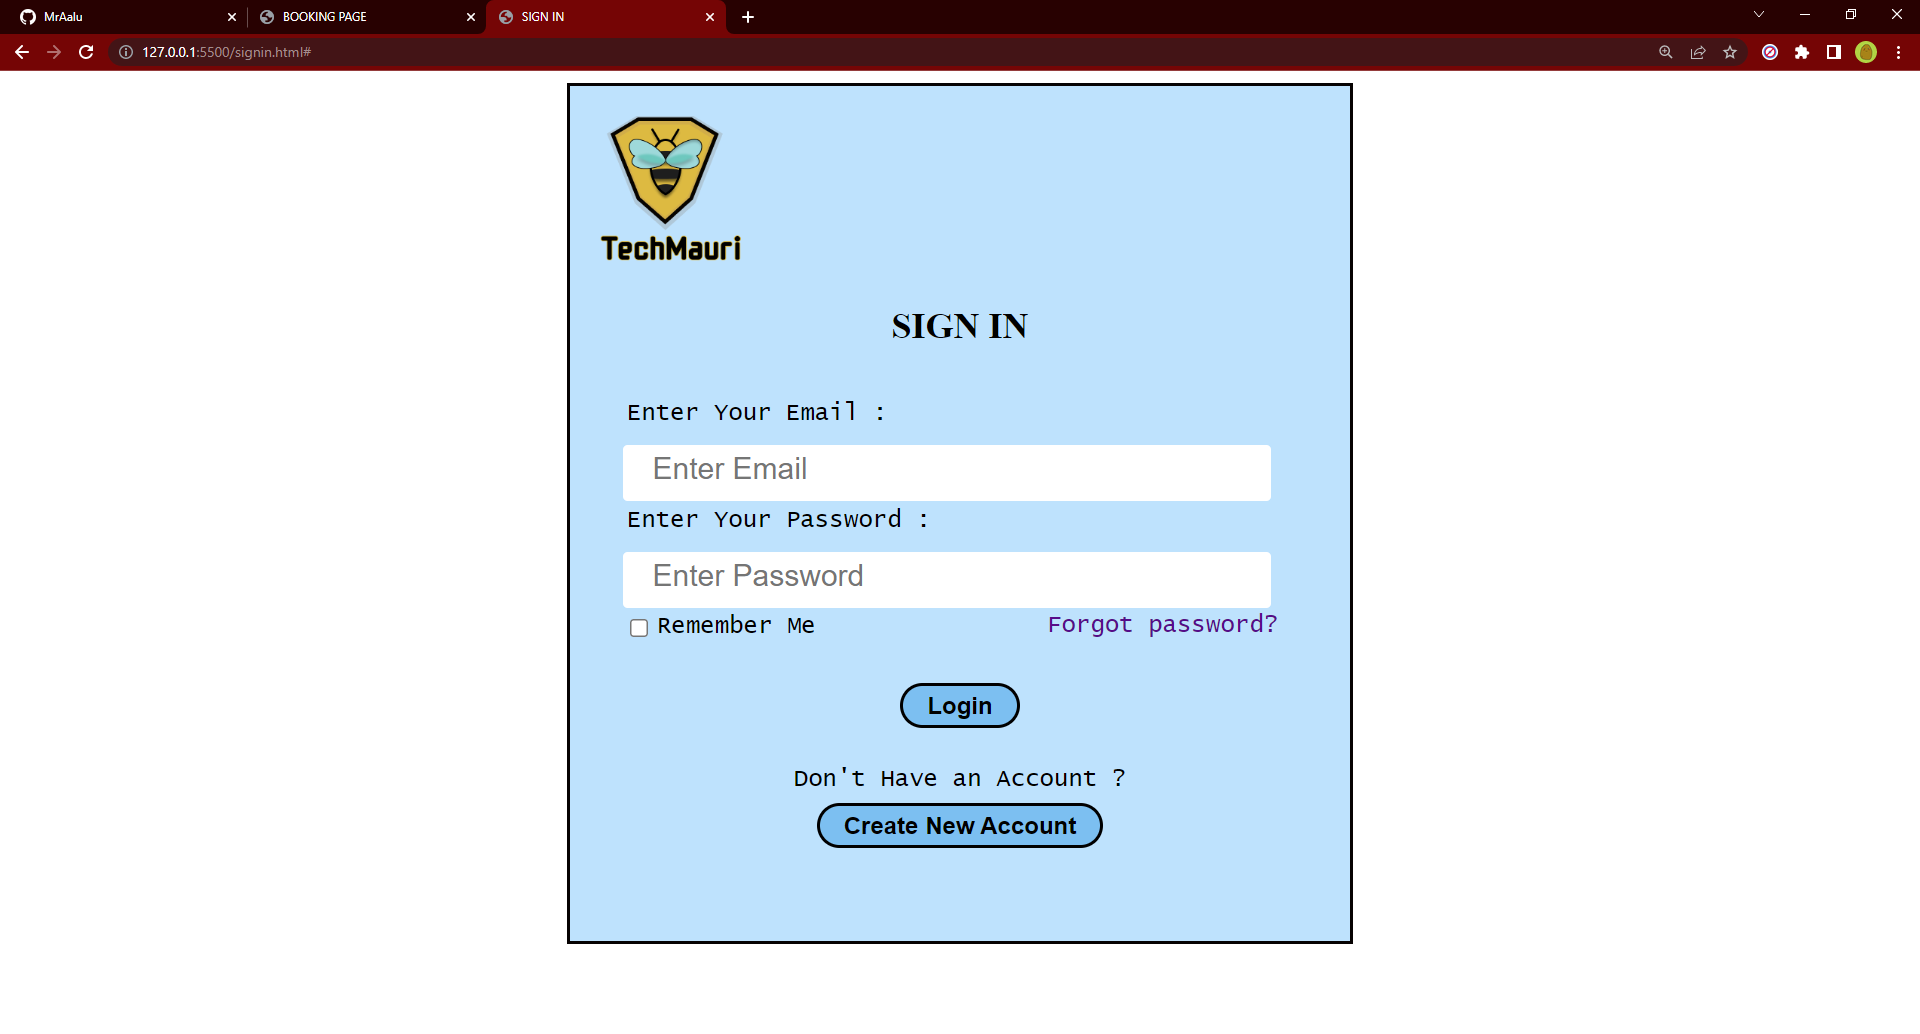 MrAalu
BOOKING PAGE
SIGN IN
127.0.0.1:5500/signin.html#
TechMauri
SIGN IN
Enter Your Email :
Enter Email
Enter Your Password :
Enter Password
Remember Me
Forgot password?
Login
Don't Have an Account ?
Create New Account